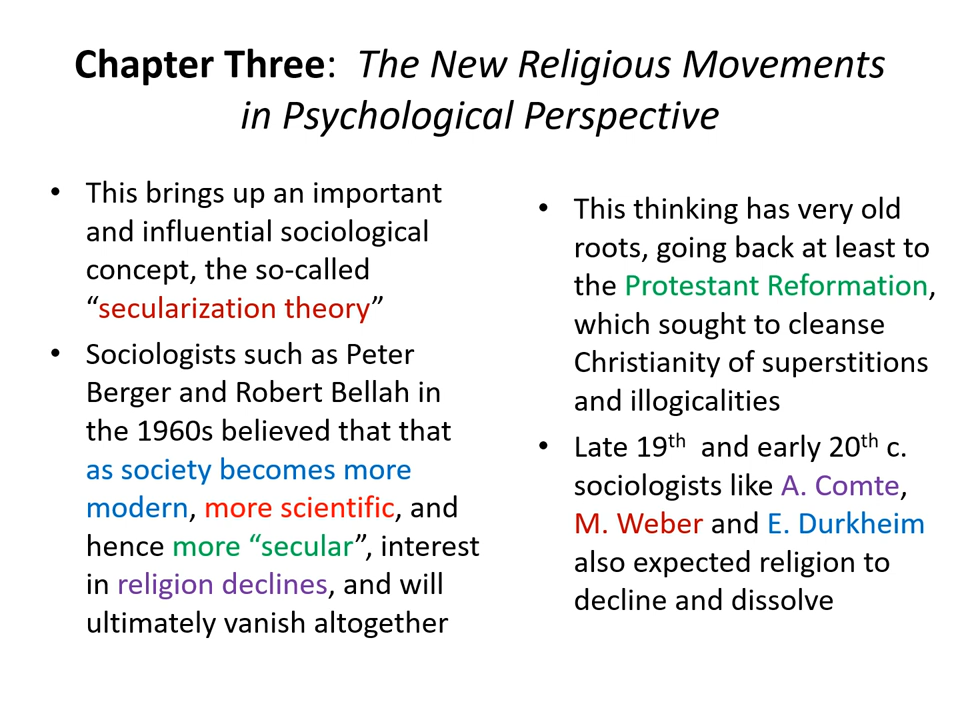 Chapter Three: The New Religious Movements
in Psychological Perspective
• This brings up an important
and influential sociological
concept, the so-called
“secularization theory”
• Sociologists such as Peter
Berger and Robert Bellah in
the 1960s believed that that
as society becomes more
modern, more scientific, and
hence more “secular”, interest
in religion declines, and will
ultimately vanish altogether
• This thinking has very old
roots, going back at least to
the Protestant Reformation,
which sought to cleanse
Christianity of superstitions
and illogicalities
• Late 19th and early 20th c.
sociologists like A. Comte,
M. Weber and E. Durkheim
also expected religion to
decline and dissolve